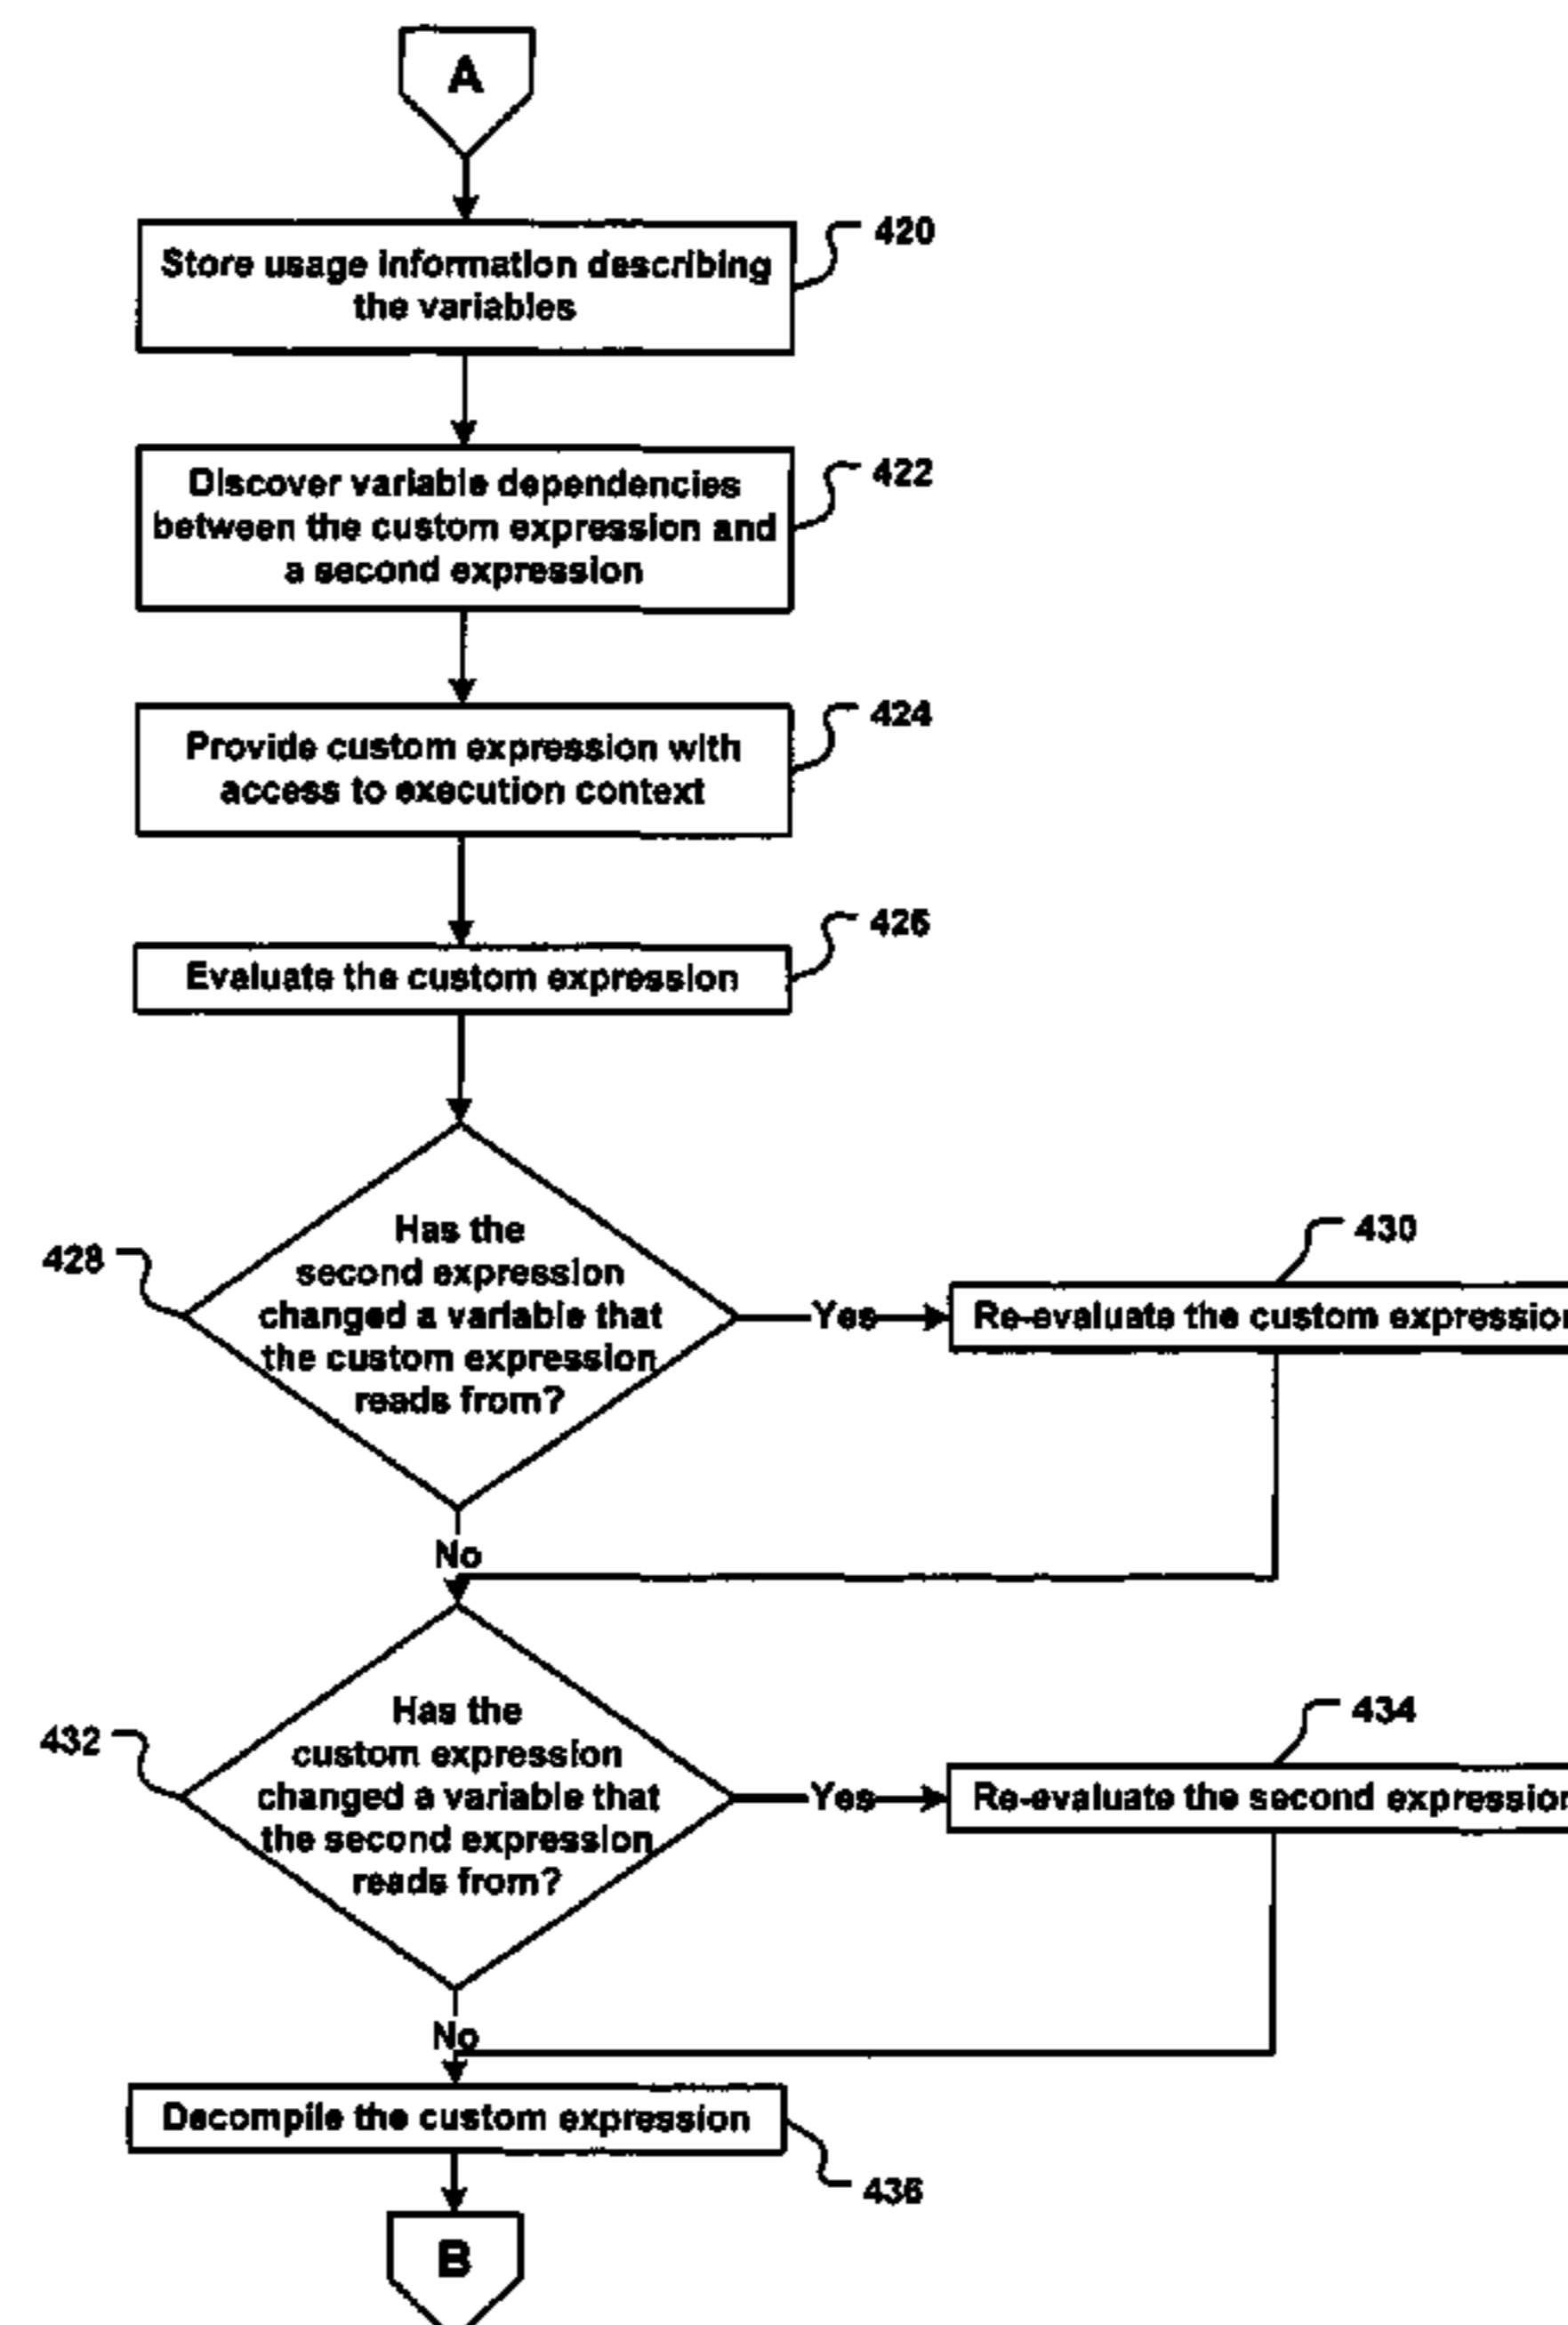 A
Store usage information describing
the variables
420
Discover variable dependencies
between the custom expression and
a second expression
422
Provide custom expression with
access to execution context
424
Evaluate the custom expression
426
Has the
second expression
changed a variable that
the custom expression
reads from?
428
Yes
Re-evaluate the custom expression
430
No
Has the
custom expression
changed a variable that
the second expression
reads from?
432
Yes
Re-evaluate the second expression
434
No
Decompile the custom expression
436
B